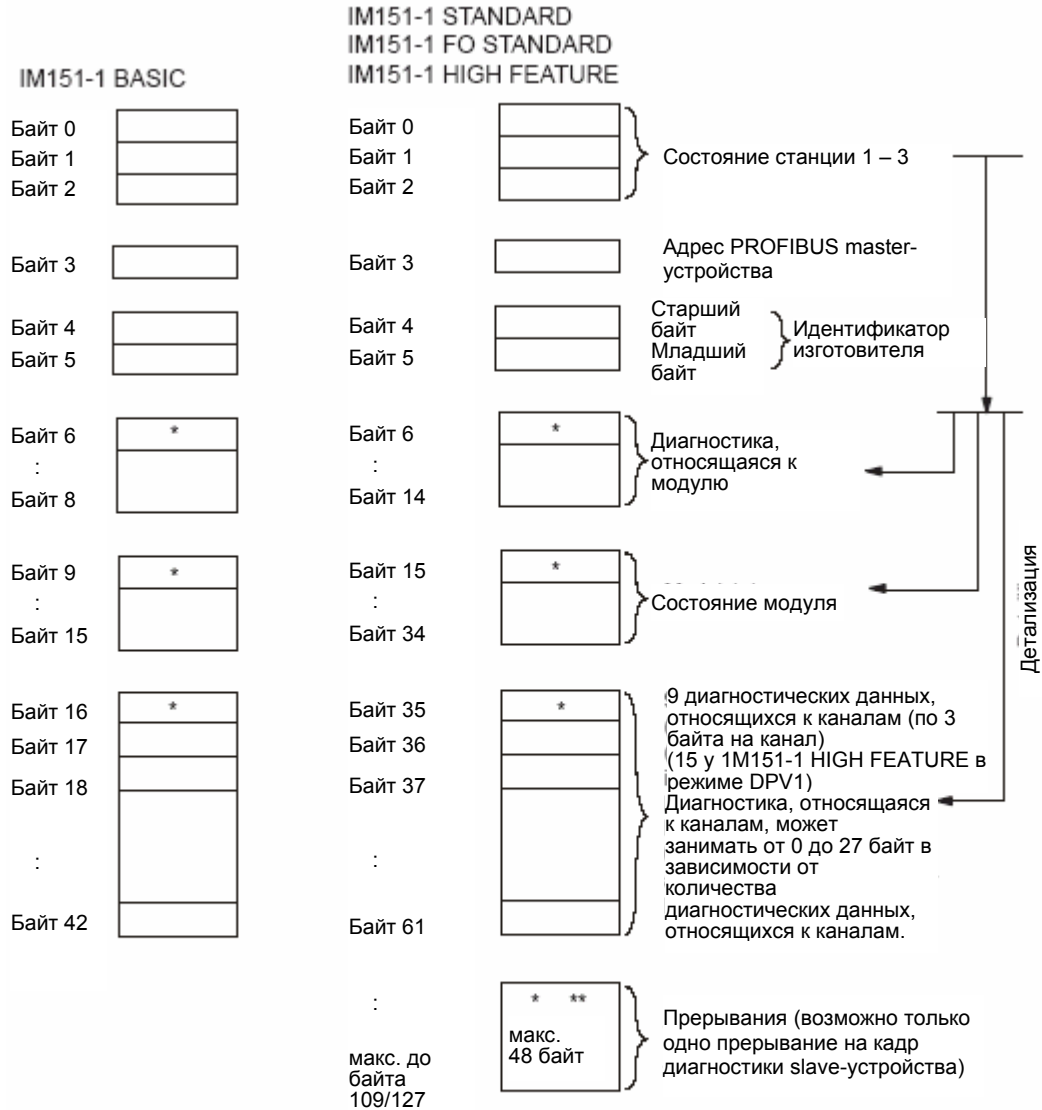 IM151-1 STANDARD
IM151-1 FO STANDARD
IM151-1 BASIC
IM151-1 HIGH FEATURE
Байт 0
Байт 1
Байт 2
Байт 0
Байт 1
Байт 2
Состояние станции 1 – 3
Байт 3
Байт 3
Адрес PROFIBUS master-
устройства
Байт 4
Байт 5
Байт 4
Байт 5
Старший
байт
Младший
байт
Идентификатор
изготовителя
Байт 6
:
Байт 8
*
Байт 6
:
Байт 14
*
Диагностика,
относящаяся к
модулю
Байт 9
:
Байт 15
*
Байт 15
:
Байт 34
*
Состояние модуля
Детализация
Байт 16
Байт 17
Байт 18
:
Байт 42
*
Байт 35
Байт 36
Байт 37
:
Байт 61
*
9 диагностических данных,
относящихся к каналам (по 3
байта на канал)
(15 у 1M151-1 HIGH FEATURE в
режиме DPV1)
Диагностика, относящаяся
к каналам, может
занимать от 0 до 27 байт в
зависимости от
количества
диагностических данных,
относящихся к каналам.
:
макс. до
байта
109/127
* **
макс.
48 байт
Прерывания (возможно только
одно прерывание на кадр
диагностики slave-устройства)